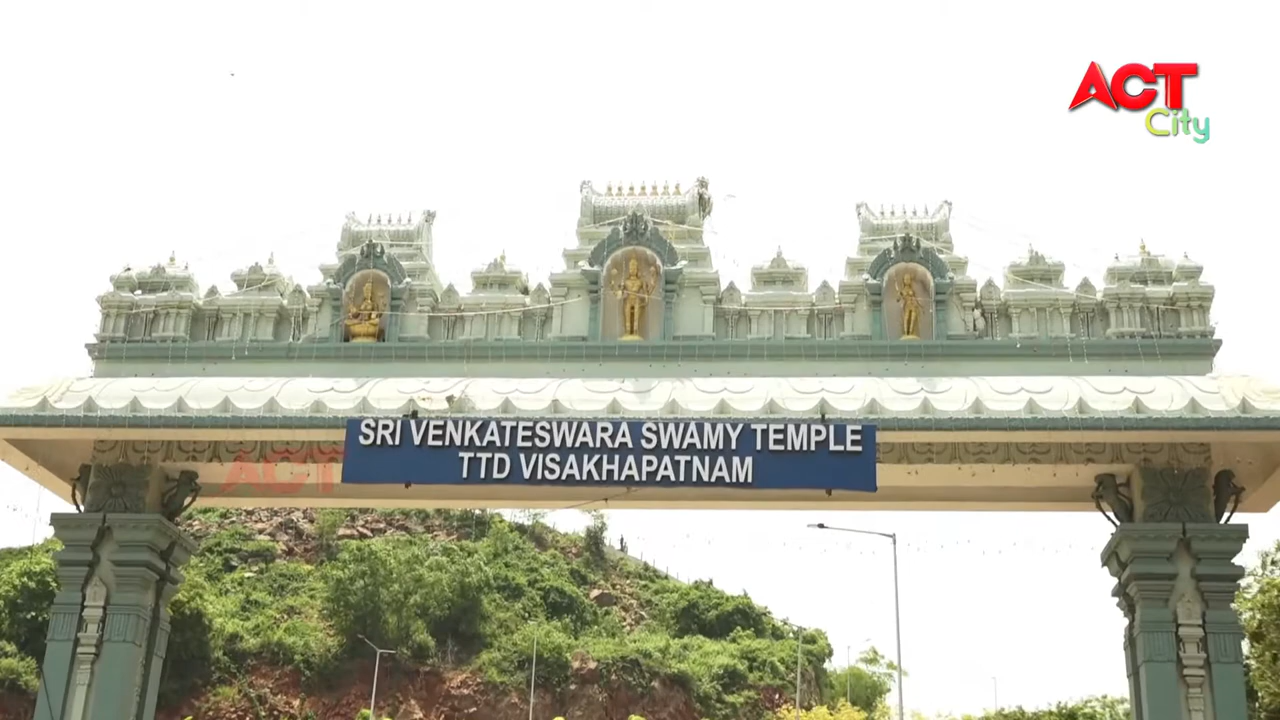 ACT
City
SRI VENKATESWARA SWAMY TEMPLE
TTD VISAKHAPATNAM
ACT